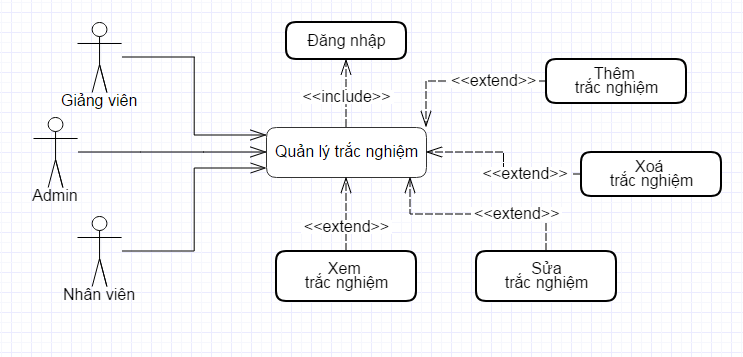 Giảng viên
Admin
Nhân viên
Đăng nhập
<<include>>
Quản lý trắc nghiệm
<<extend>>
Thêm
trắc nghiệm
<<extend>>
Xoá
trắc nghiệm
<<extend>>
Sửa
trắc nghiệm
<<extend>>
Xem
trắc nghiệm